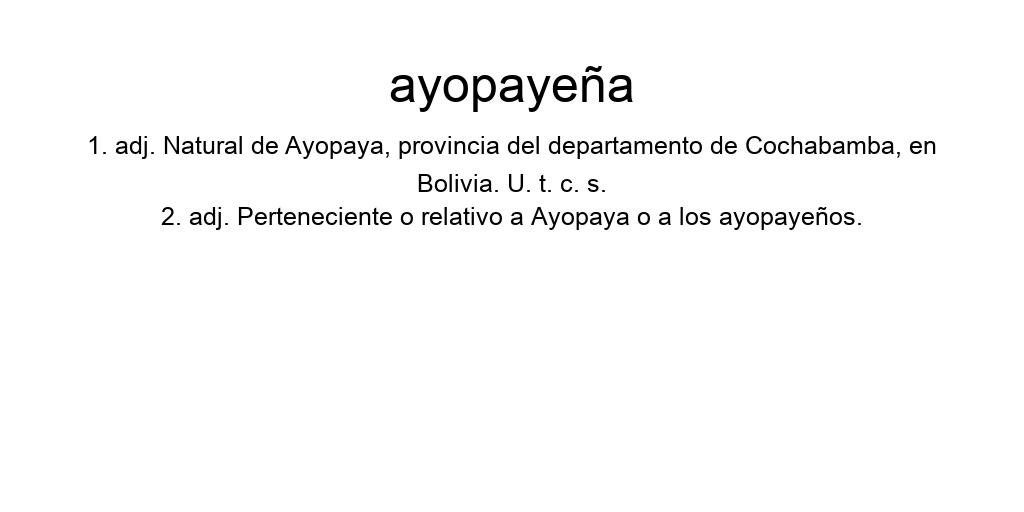 ayopayeña
1. adj. Natural de Ayopaya, provincia del departamento de Cochabamba, en
Bolivia. U. t. c. s.
2. adj. Perteneciente o relativo a Ayopaya o a los ayopayeños.